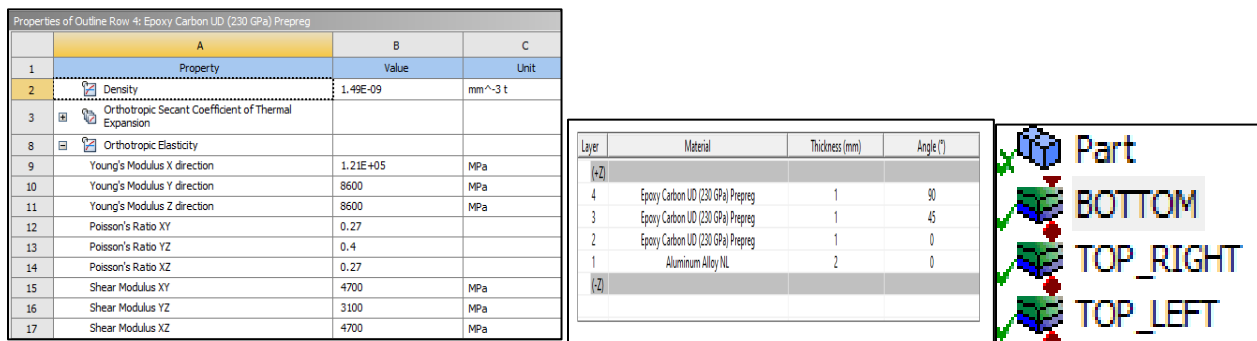 Properties of Outline Row 4: Epoxy Carbon UD (230 GPa) Prepreg
A B C
1 Property Value Unit
2 Density 1.49E-09 mm^-3 t
3 Orthotropic Secant Coefficient of Thermal
Expansion
8 Orthotropic Elasticity
9 Young's Modulus X direction 1.21E+05 MPa
10 Young's Modulus Y direction 8600 MPa
11 Young's Modulus Z direction 8600 MPa
12 Poisson's Ratio XY 0.27
13 Poisson's Ratio YZ 0.4
14 Poisson's Ratio XZ 0.27
15 Shear Modulus XY 4700 MPa
16 Shear Modulus YZ 3100 MPa
17 Shear Modulus XZ 4700 MPa
Layer Material Thickness (mm) Angle (°)
(+Z)
4 Epoxy Carbon UD (230 GPa) Prepreg 1 90
3 Epoxy Carbon UD (230 GPa) Prepreg 1 45
2 Epoxy Carbon UD (230 GPa) Prepreg 1 0
1 Aluminum Alloy NL 2 0
(-Z)
Part
BOTTOM
TOP_RIGHT
TOP_LEFT